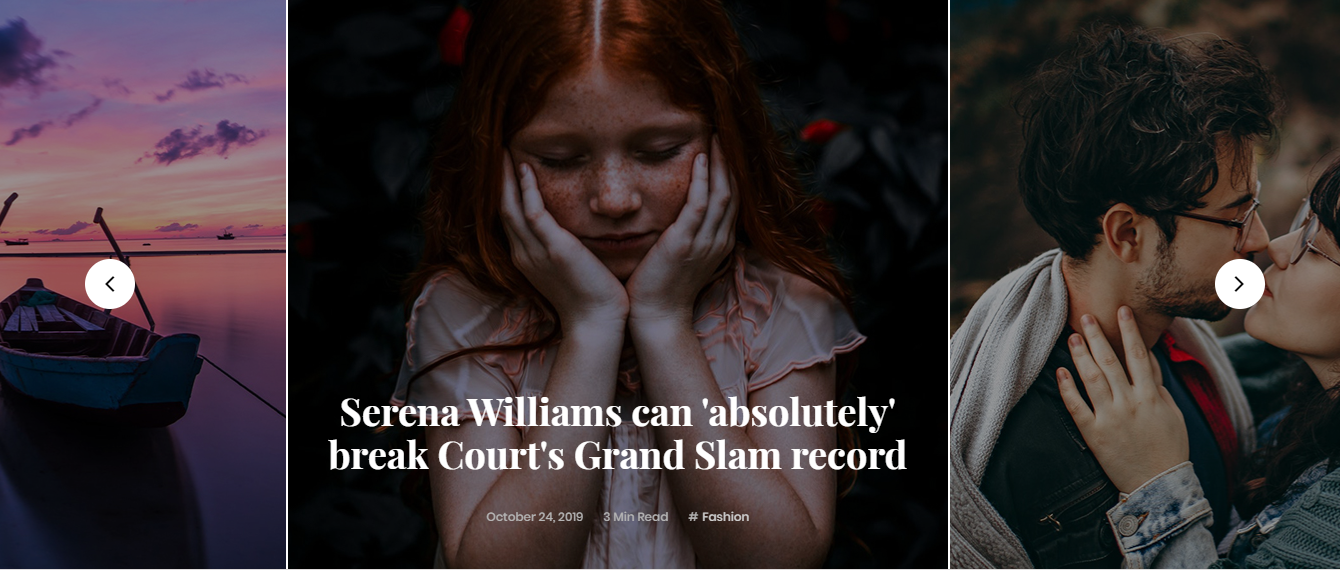 Serena Williams can 'absolutely'
break Court's Grand Slam record
October 24, 2019 3 Min Read # Fashion